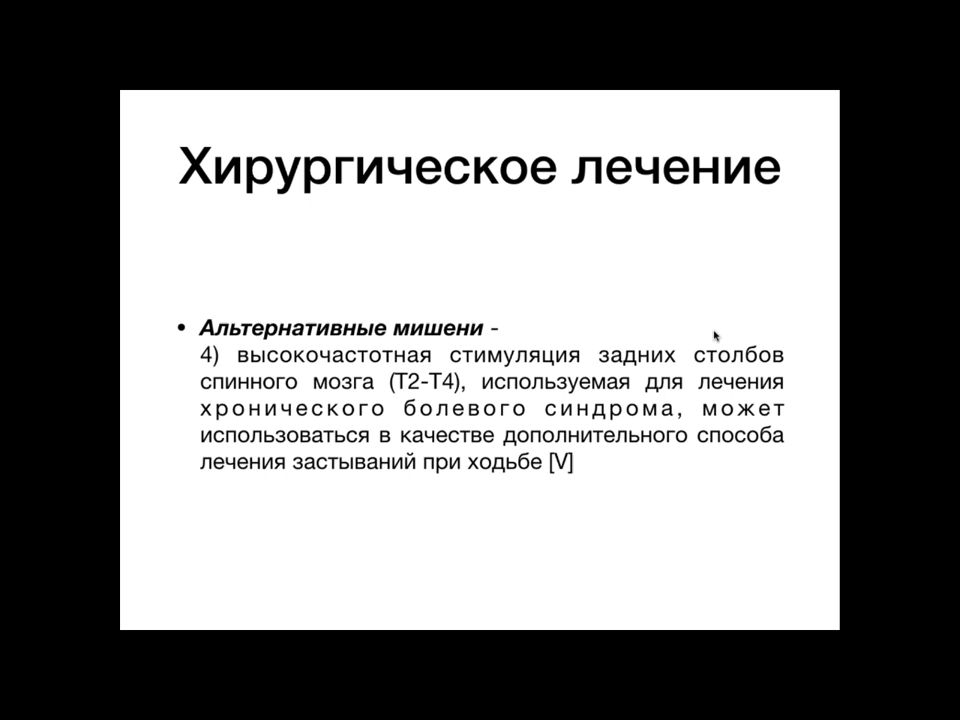 Хирургическое лечение
• Альтернативные мишени -
4) высокочастотная стимуляция задних столбов
спинного мозга (T2-T4), используемая для лечения
хронического болевого синдрома, может
использоваться в качестве дополнительного способа
лечения застываний при ходьбе [V]